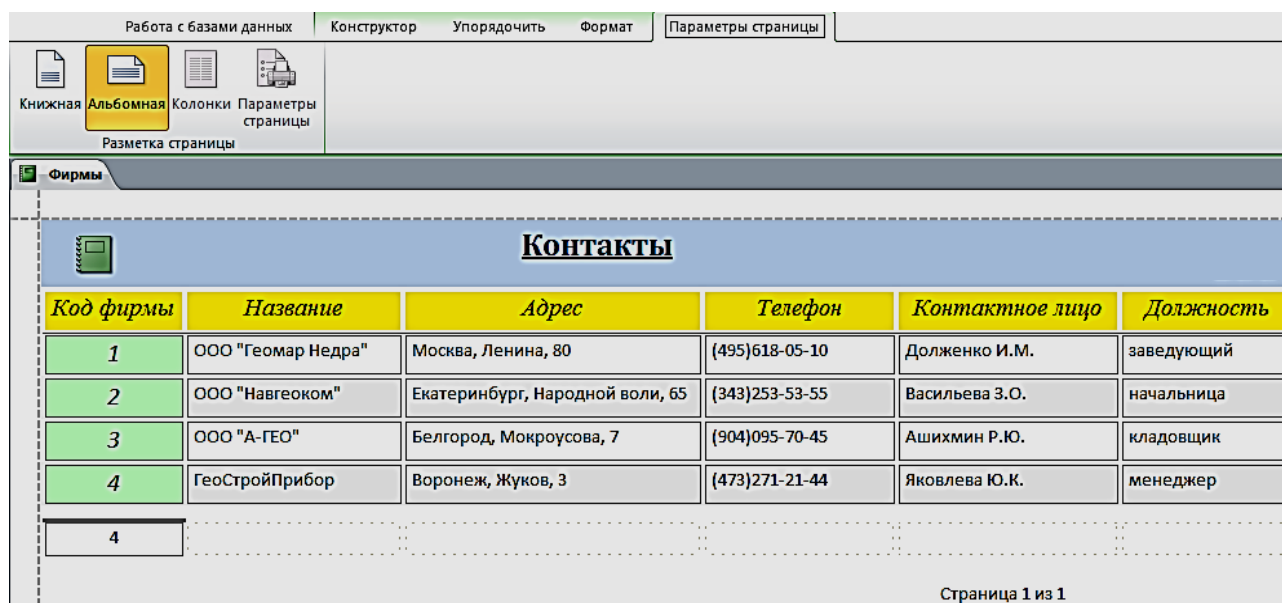 Работа с базами данных Конструктор Упорядочить Формат Параметры страницы
Книжная Альбомная Колонки Параметры
страницы
Разметка страницы
Фирмы
Контакты
Код фирмы Название Адрес Телефон Контактное лицо Должность
1 ООО "Геомар Недра" Москва, Ленина, 80 (495)618-05-10 Долженко И.М. заведующий
2 ООО "Навгеоком" Екатеринбург, Народной воли, 65 (343)253-53-55 Васильева З.О. начальница
3 ООО "А-ГЕО" Белгород, Мокроусова, 7 (904)095-70-45 Ашихмин Р.Ю. кладовщик
4 ГеоСтройПрибор Воронеж, Жуков, 3 (473)271-21-44 Яковлева Ю.К. менеджер
4
Страница 1 из 1